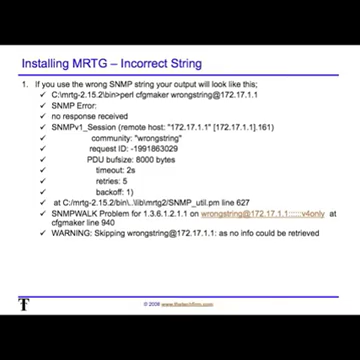 Installing MRTG – Incorrect String
1. If you use the wrong SNMP string your output will look like this;
✓ C:\mrtg-2.15.2\bin>perl cfgmaker wrongstring@172.17.1.1
✓ SNMP Error:
✓ no response received
✓ SNMPv1_Session (remote host: "172.17.1.1" [172.17.1.1].161)
✓ community: "wrongstring"
✓ request ID: -1991863029
✓ PDU bufsize: 8000 bytes
✓ timeout: 2s
✓ retries: 5
✓ backoff: 1)
✓ at C:/mrtg-2.15.2/bin\..\lib\mrtg2/SNMP_util.pm line 627
✓ SNMPWALK Problem for 1.3.6.1.2.1.1 on wrongstring@172.17.1.1::::::v4only at
cfgmaker line 940
✓ WARNING: Skipping wrongstring@172.17.1.1: as no info could be retrieved
© 2009 www.thetechfirm.com